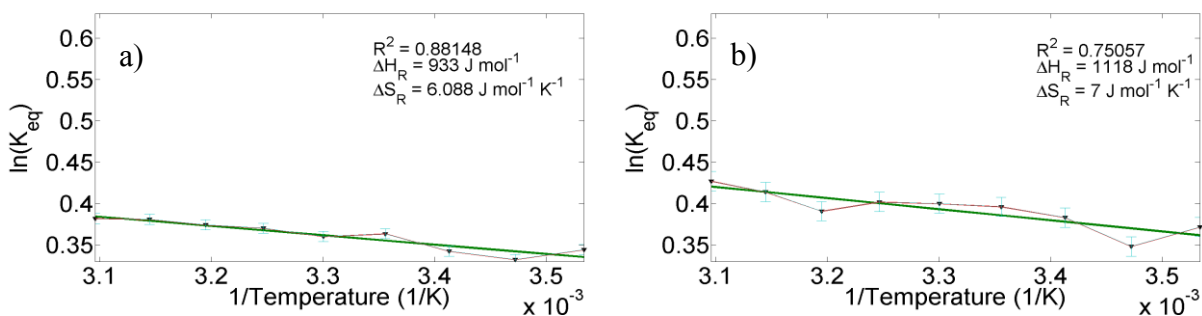 a)
R² = 0.88148
ΔH_R = 933 J mol⁻¹
ΔS_R = 6.088 J mol⁻¹ K⁻¹
ln(K_eq)
0.6
0.55
0.5
0.45
0.4
0.35
3.1 3.2 3.3 3.4 3.5
1/Temperature (1/K)
x 10⁻³
b)
R² = 0.75057
ΔH_R = 1118 J mol⁻¹
ΔS_R = 7 J mol⁻¹ K⁻¹
ln(K_eq)
0.6
0.55
0.5
0.45
0.4
0.35
3.1 3.2 3.3 3.4 3.5
1/Temperature (1/K)
x 10⁻³